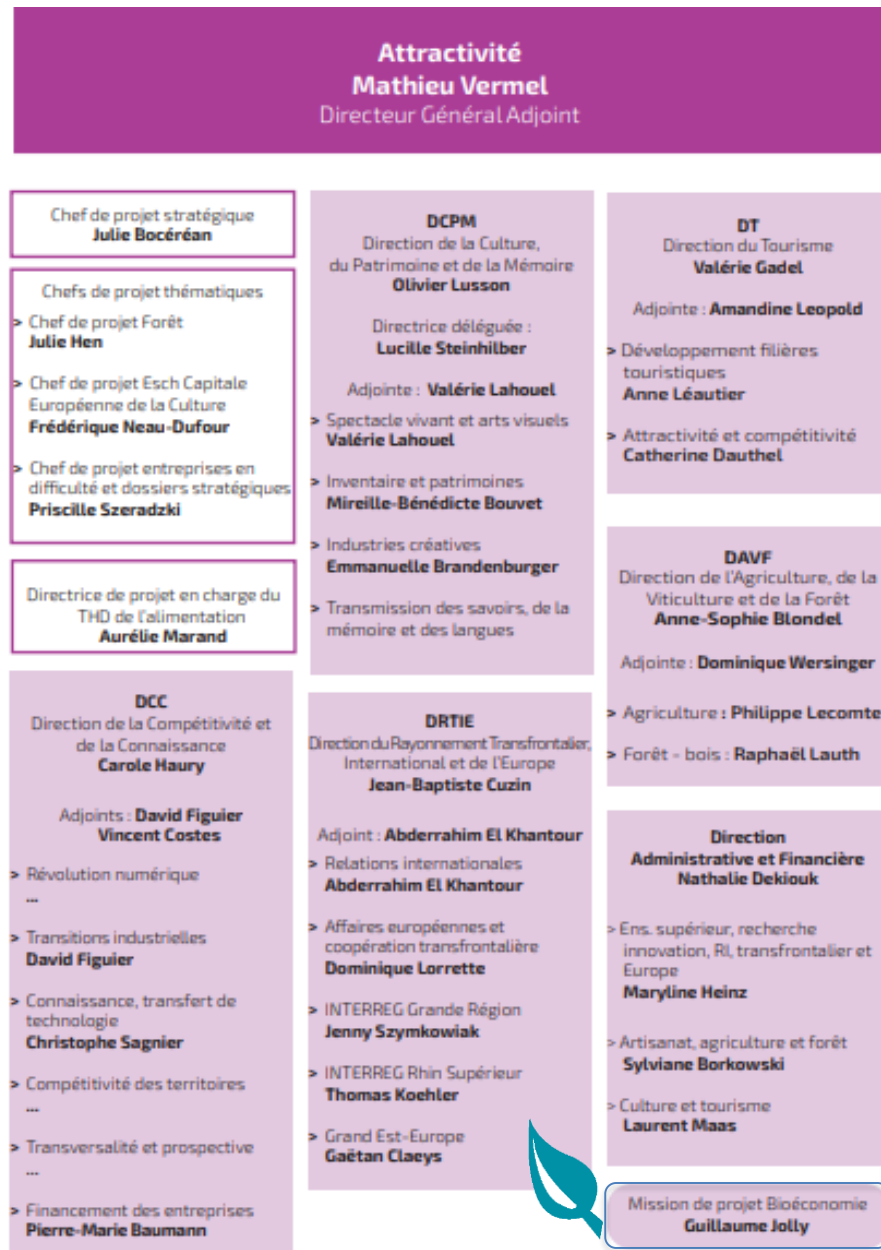 Attractivité
Mathieu Vermel
Directeur Général Adjoint
Chef de projet stratégique
Julie Bocéréan
Chefs de projet thématiques
> Chef de projet Forêt
Julie Hen
> Chef de projet Esch Capitale
Européenne de la Culture
Frédérique Neau-Dufour
> Chef de projet entreprises en
difficulté et dossiers stratégiques
Priscille Szeradzki
Directrice de projet en charge du
THD de l'alimentation
Aurélie Marand
DCC
Direction de la Compétitivité et
de la Connaissance
Carole Haury
Adjoints : David Figuier
Vincent Costes
> Révolution numérique
...
> Transitions industrielles
David Figuier
> Connaissance, transfert de
technologie
Christophe Sagnier
> Compétitivité des territoires
...
> Transversalité et prospective
...
> Financement des entreprises
Pierre-Marie Baumann
DCPM
Direction de la Culture,
du Patrimoine et de la Mémoire
Olivier Lusson
Directrice déléguée :
Lucille Steinhilber
Adjointe : Valérie Lahouel
> Spectacle vivant et arts visuels
Valérie Lahouel
> Inventaire et patrimoines
Mireille-Bénédicte Bouvet
> Industries créatives
Emmanuelle Brandenburger
> Transmission des savoirs, de la
mémoire et des langues
DRTIE
Direction du Rayonnement Transfrontalier,
International et de l'Europe
Jean-Baptiste Cuzin
Adjoint : Abderrahim El Khantour
> Relations internationales
Abderrahim El Khantour
> Affaires européennes et
coopération transfrontalière
Dominique Lorrette
> INTERREG Grande Région
Jenny Szymkowiak
> INTERREG Rhin Supérieur
Thomas Koehler
> Grand Est-Europe
Gaëtan Claeys
DT
Direction du Tourisme
Valérie Gadel
Adjointe : Amandine Leopold
> Développement filières
touristiques
Anne Léautier
> Attractivité et compétitivité
Catherine Dauthel
DAVF
Direction de l'Agriculture, de la
Viticulture et de la Forêt
Anne-Sophie Blondel
Adjointe : Dominique Wersinger
> Agriculture : Philippe Lecomte
> Forêt - bois : Raphaël Lauth
Direction
Administrative et Financière
Nathalie Dekiouk
> Ens. supérieur, recherche
innovation, RI, transfrontalier et
Europe
Maryline Heinz
> Artisanat, agriculture et forêt
Sylviane Borkowski
> Culture et tourisme
Laurent Maas
Mission de projet Bioéconomie
Guillaume Jolly